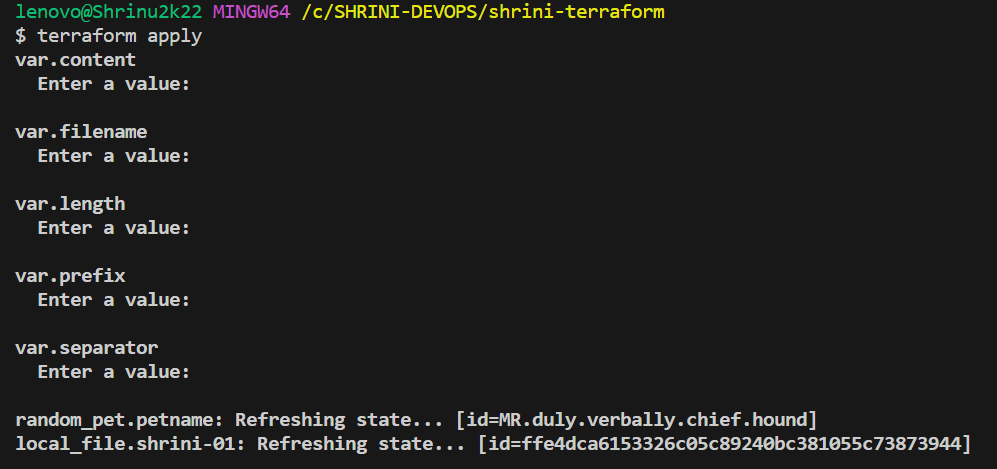 lenovo@Shrinu2k22 MINGW64 /c/SHRINI-DEVOPS/shrini-terraform
$ terraform apply
var.content
  Enter a value:
var.filename
  Enter a value:
var.length
  Enter a value:
var.prefix
  Enter a value:
var.separator
  Enter a value:
random_pet.petname: Refreshing state... [id=MR.duly.verbally.chief.hound]
local_file.shrini-01: Refreshing state... [id=ffe4dca6153326c05c89240bc381055c73873944]